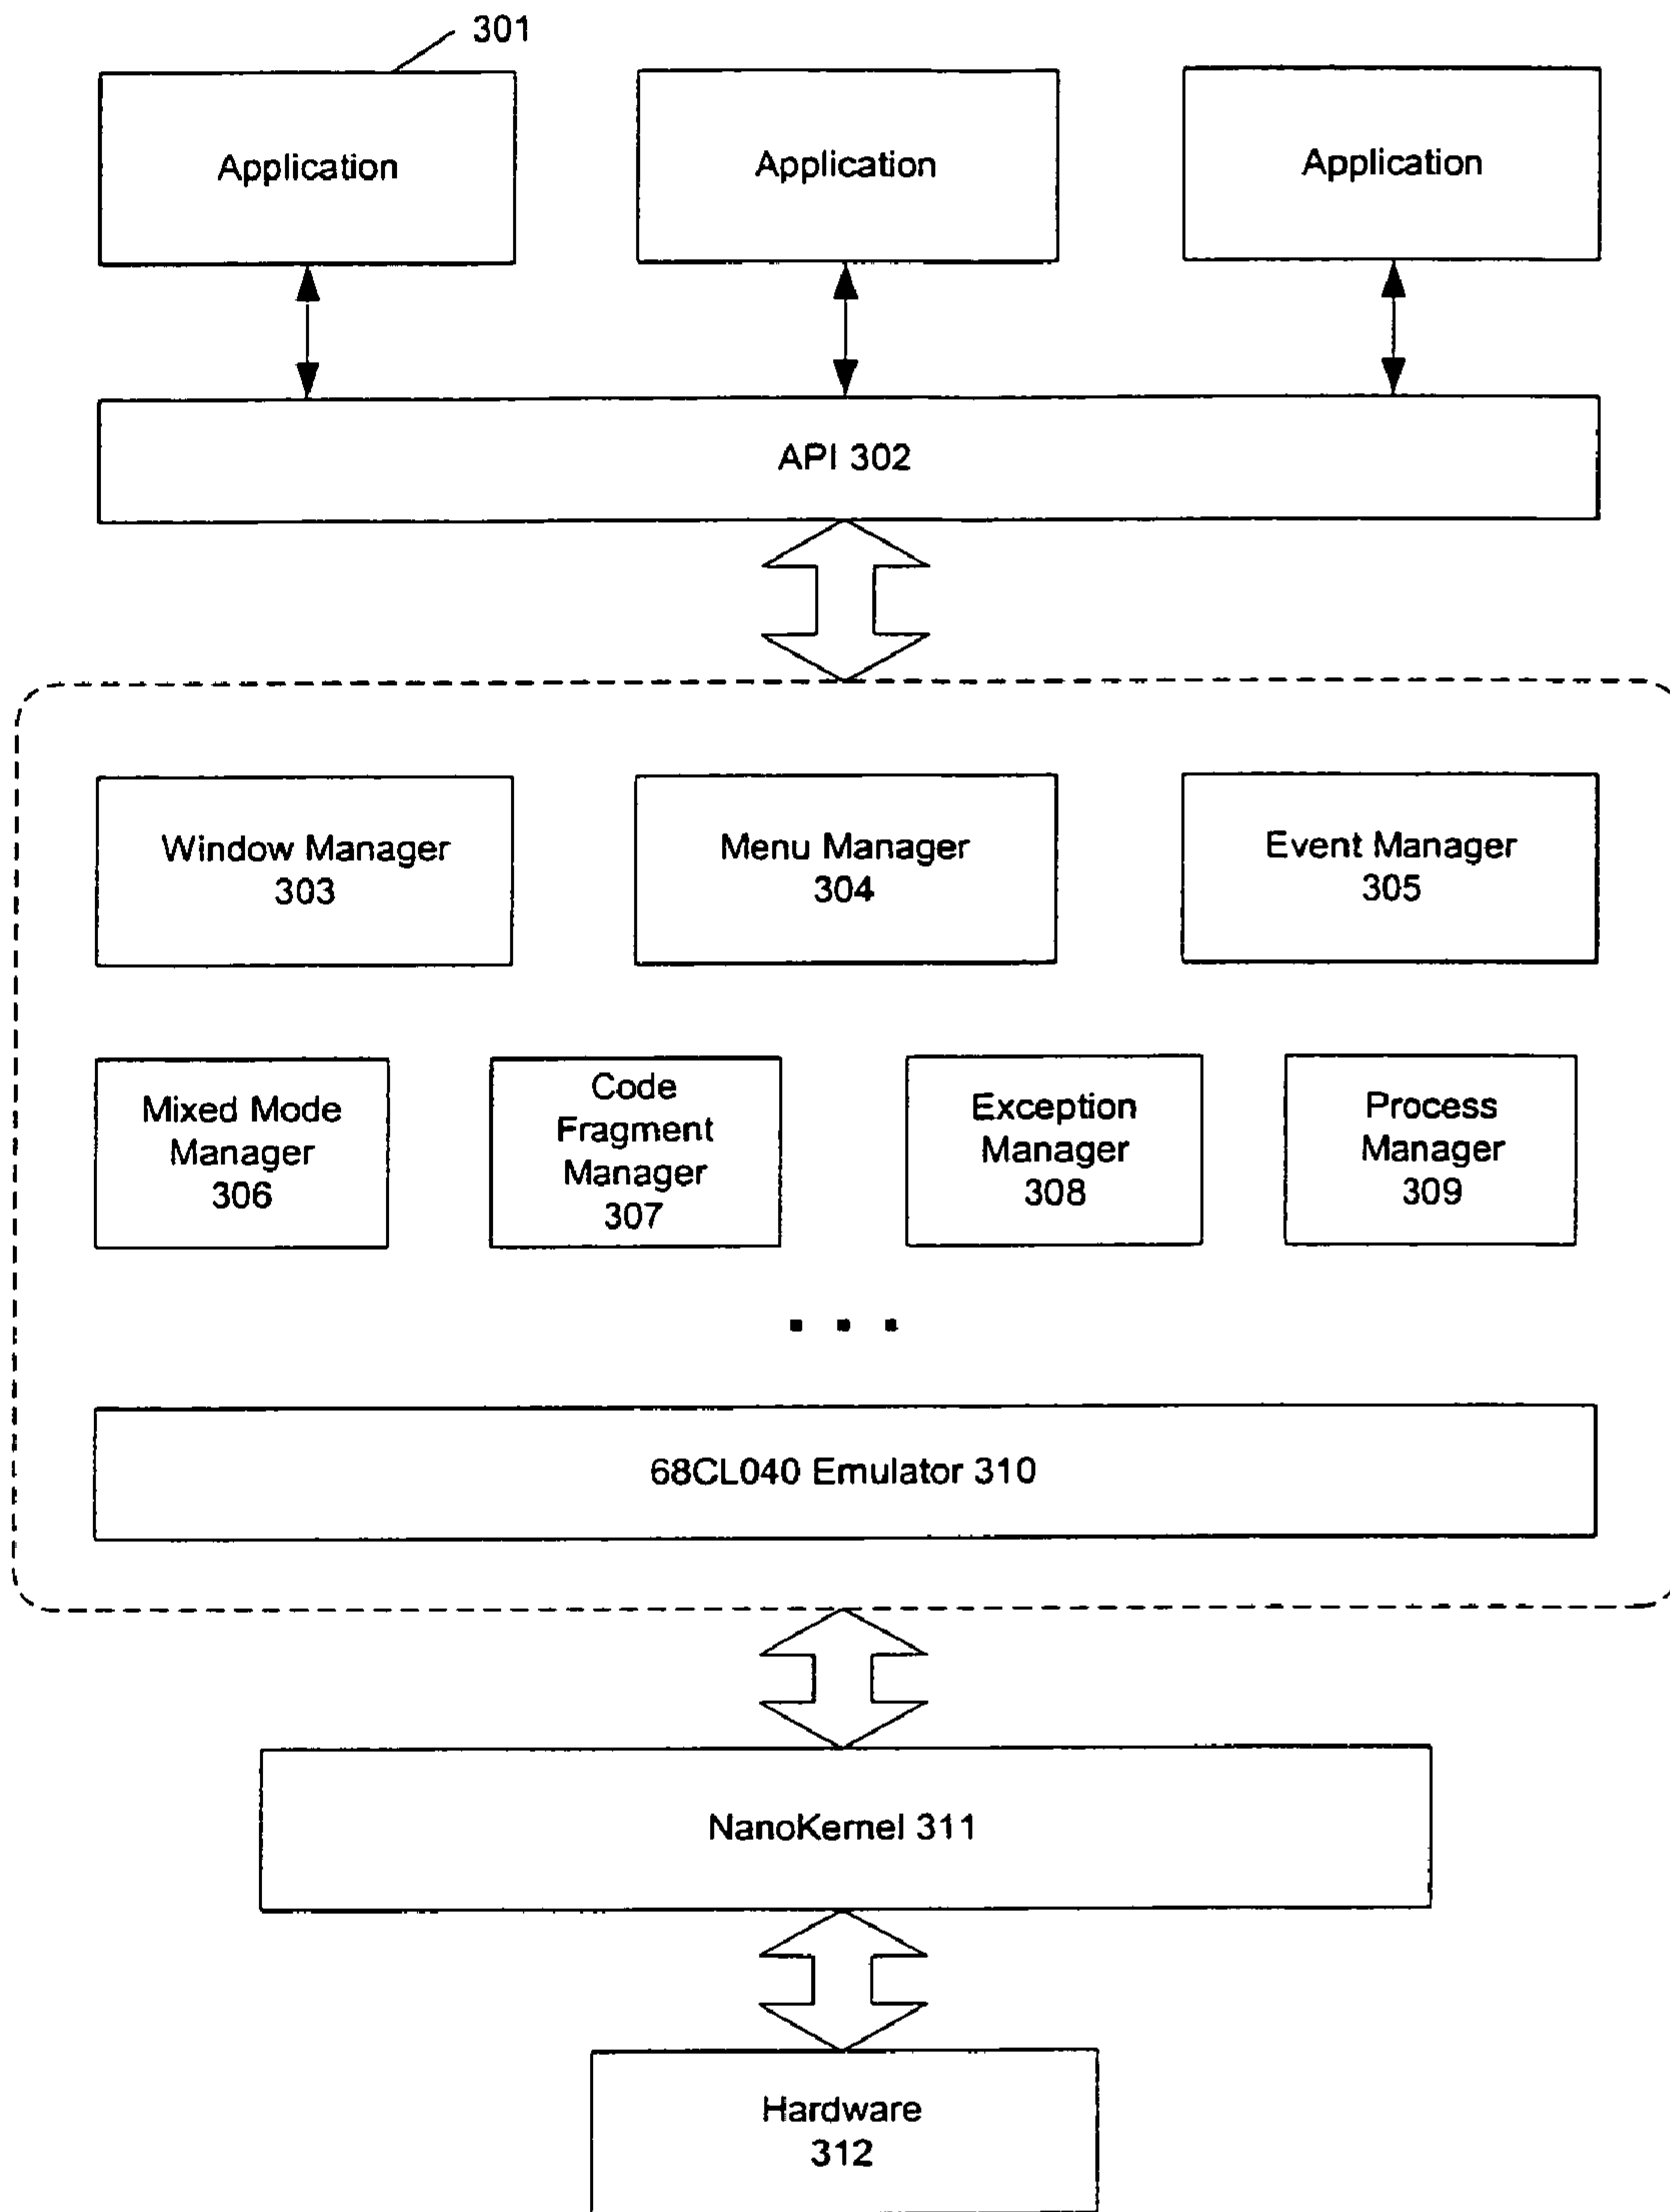 301
Application
Application
Application
API 302
Window Manager
303
Menu Manager
304
Event Manager
305
Mixed Mode
Manager
306
Code
Fragment
Manager
307
Exception
Manager
308
Process
Manager
309
. . .
68CL040 Emulator 310
NanoKernel 311
Hardware
312